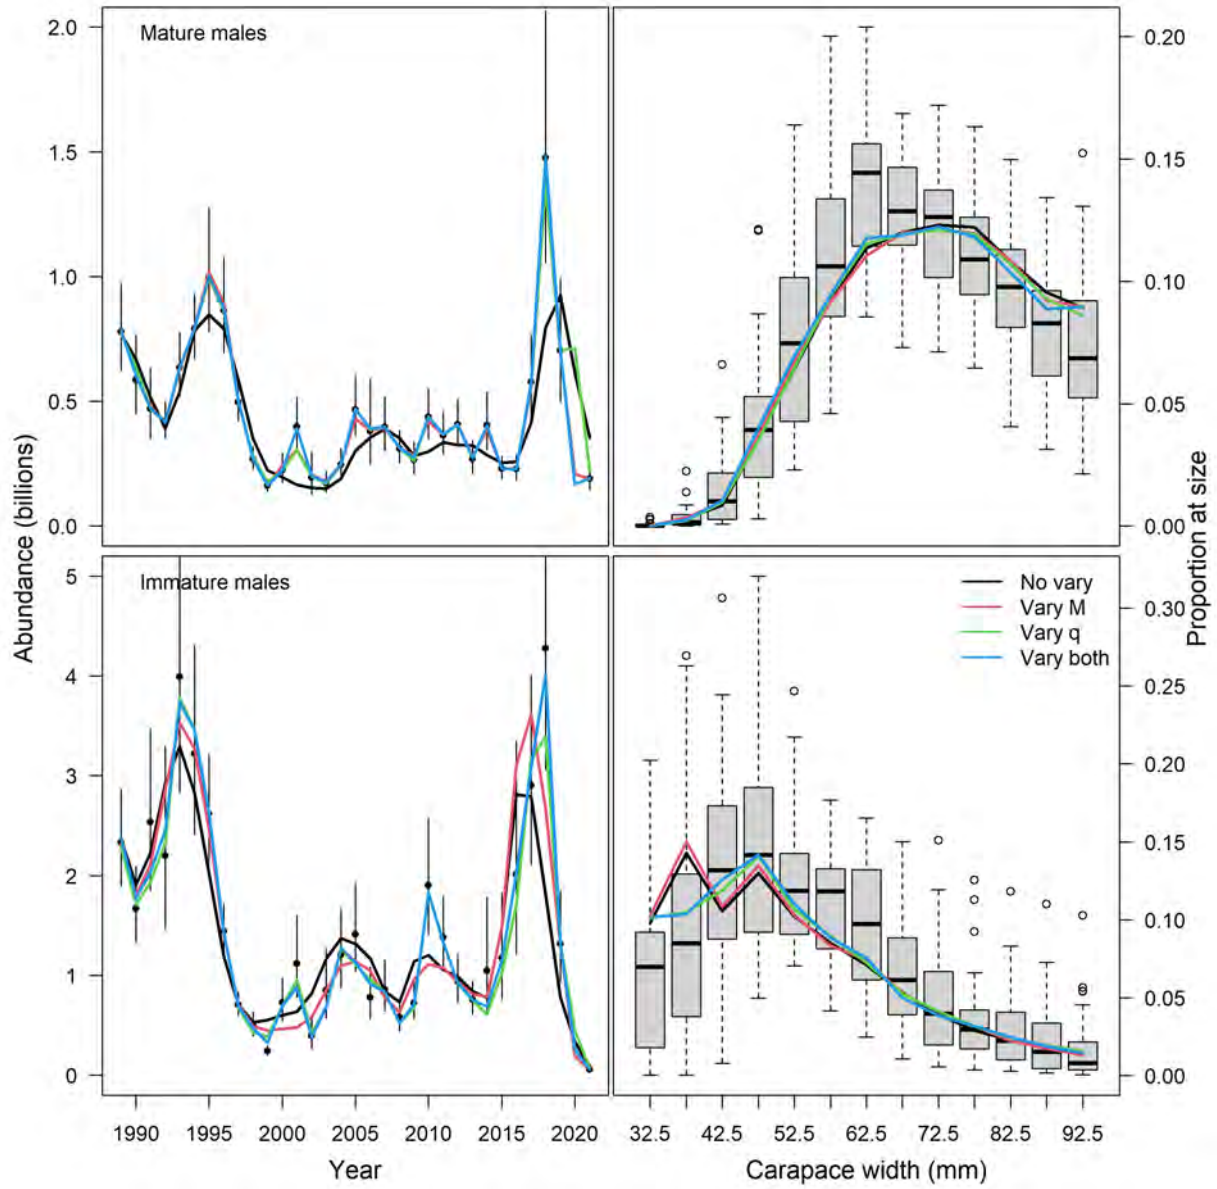 Mature males
2.0
1.5
1.0
0.5
0.0
0.20
0.15
0.10
0.05
0.00
Abundance (billions)
Proportion at size
Immature males
5
4
3
2
1
0
No vary
Vary M
Vary q
Vary both
0.30
0.25
0.20
0.15
0.10
0.05
0.00
1990 1995 2000 2005 2010 2015 2020
32.5 42.5 52.5 62.5 72.5 82.5 92.5
Year
Carapace width (mm)